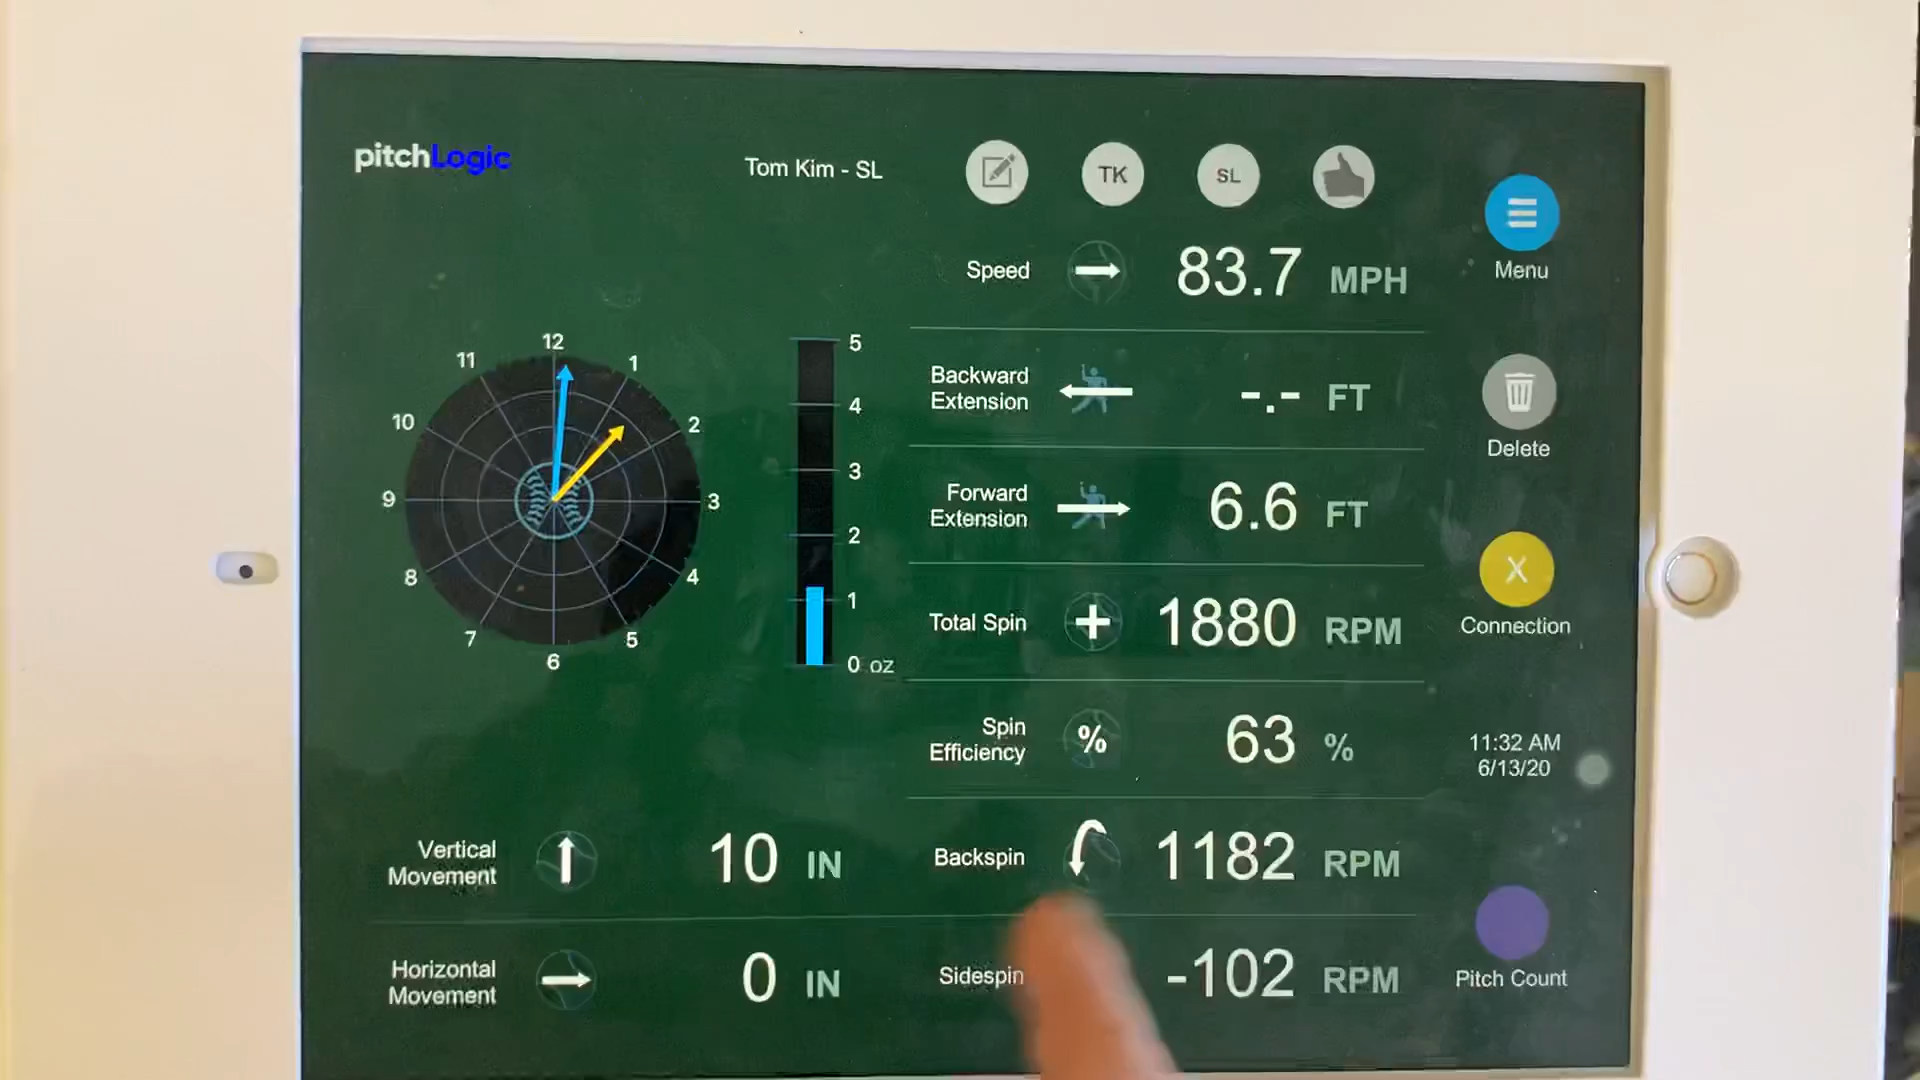 pitchLogic
Tom Kim - SL
TK
SL
Menu
Speed
83.7 MPH
Backward
Extension
-.- FT
Delete
Forward
Extension
6.6 FT
X
Connection
Total Spin
+
1880 RPM
Spin
Efficiency
%
63 %
11:32 AM
6/13/20
Backspin
1182 RPM
Sidespin
-102 RPM
Pitch Count
12
1
2
3
4
5
6
7
8
9
10
11
5
4
3
2
1
0 oz
Vertical
Movement
10 IN
Horizontal
Movement
0 IN